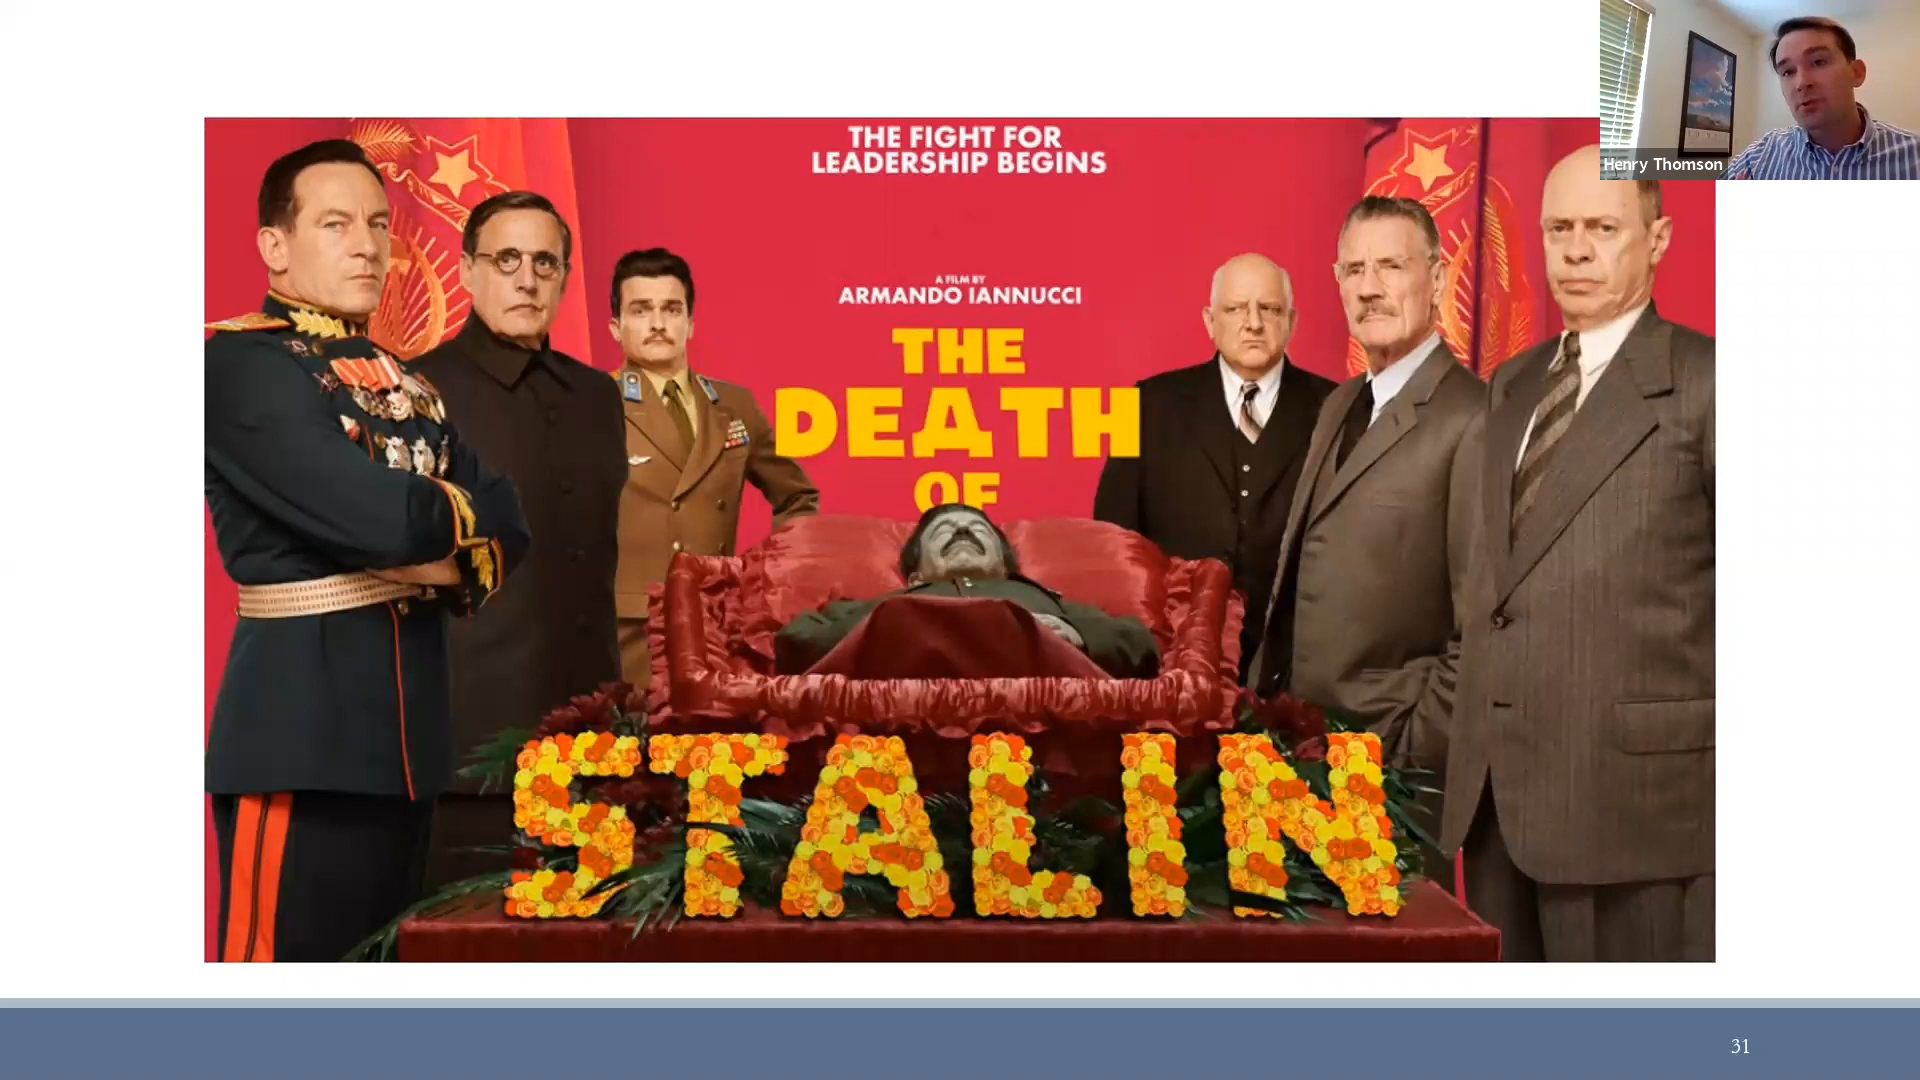 THE FIGHT FOR
LEADERSHIP BEGINS
Henry Thomson
A FILM BY
ARMANDO IANNUCCI
THE
DEATH
OF
STALIN
31